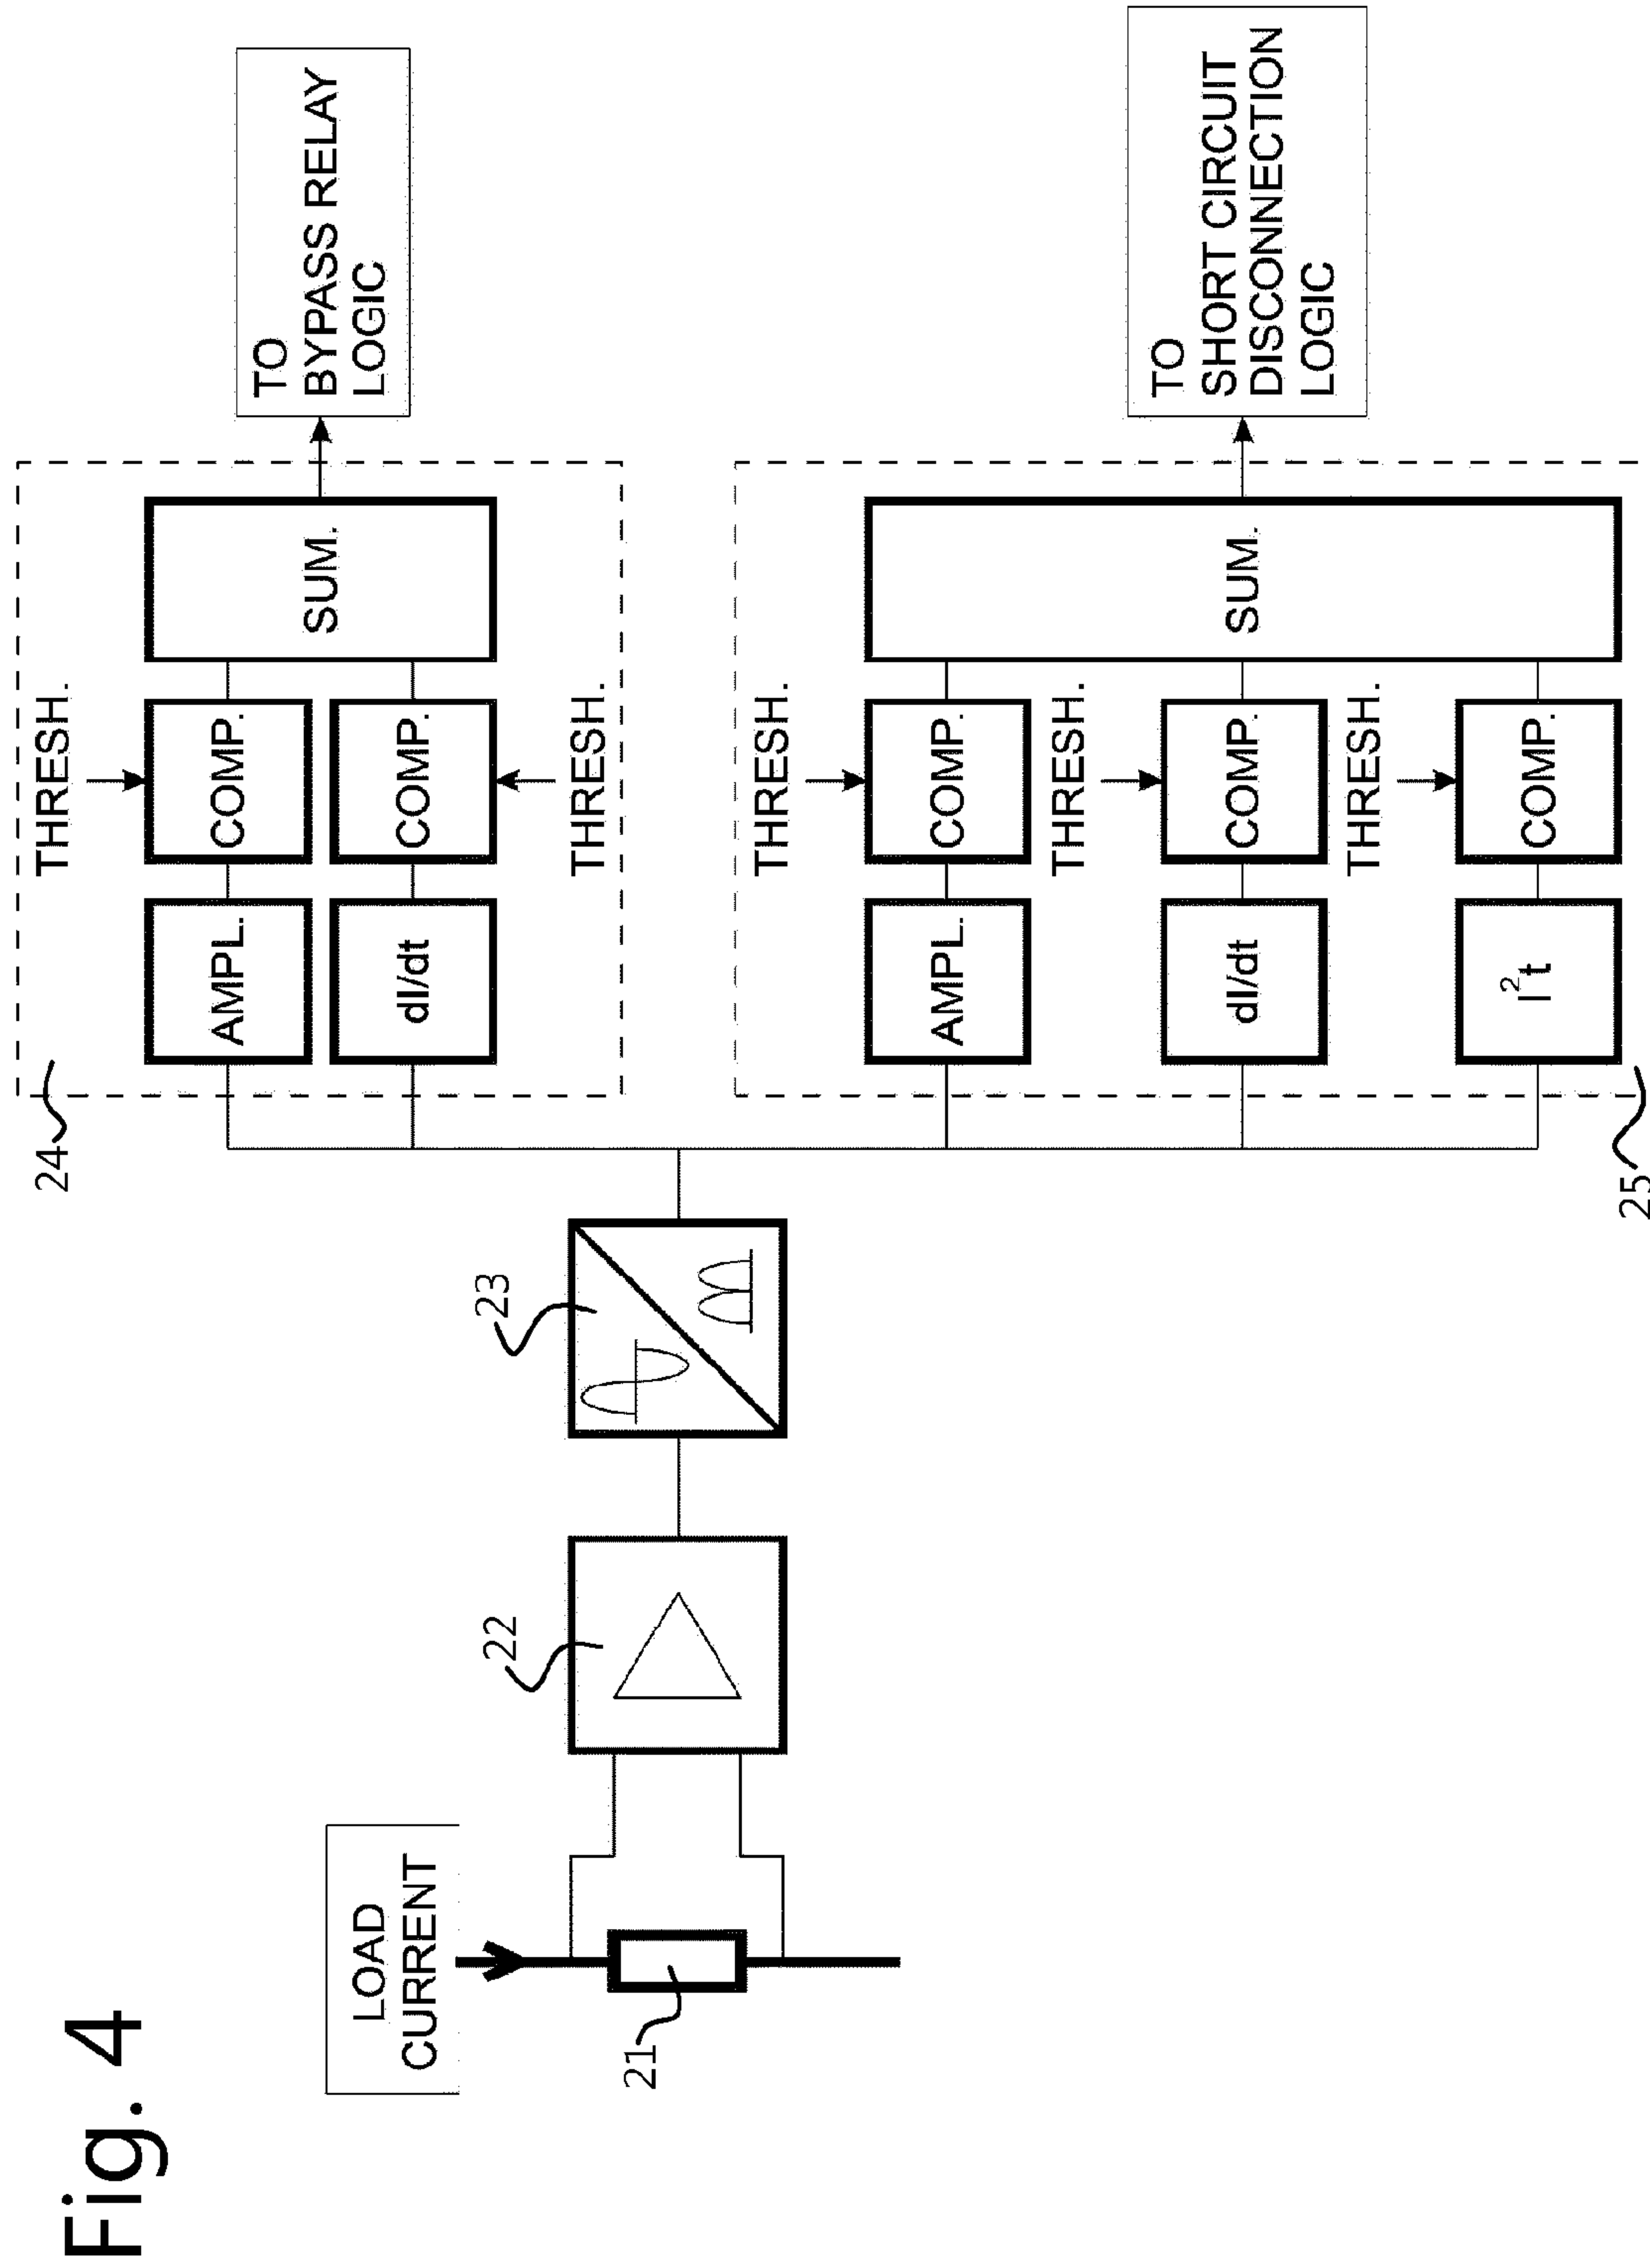 Fig. 4
LOAD
CURRENT
21
22
23
24
THRESH.
AMPL.
COMP.
dI/dt
COMP.
THRESH.
SUM.
TO
BYPASS RELAY
LOGIC
25
THRESH.
AMPL.
COMP.
THRESH.
dI/dt
COMP.
THRESH.
I²t
COMP.
SUM.
TO
SHORT CIRCUIT
DISCONNECTION
LOGIC